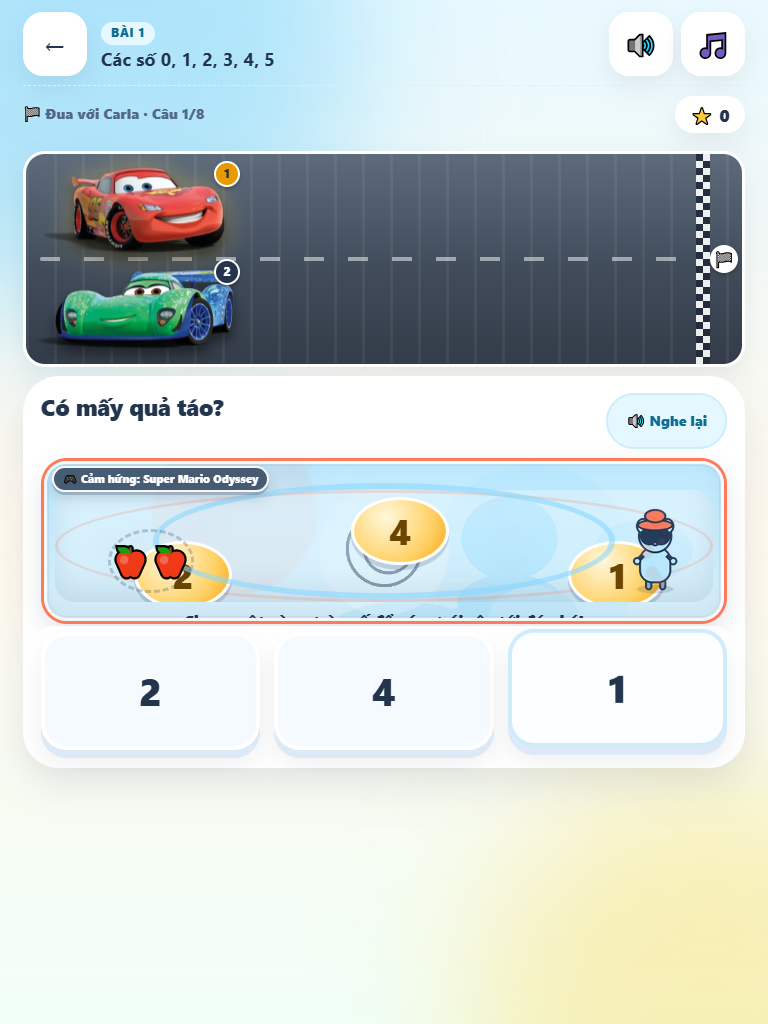 ←
BÀI 1
Các số 0, 1, 2, 3, 4, 5
Đua với Carla · Câu 1/8
0
1
2
Có mấy quả táo?
Nghe lại
Cảm hứng: Super Mario Odyssey
4
2
1
2
4
1